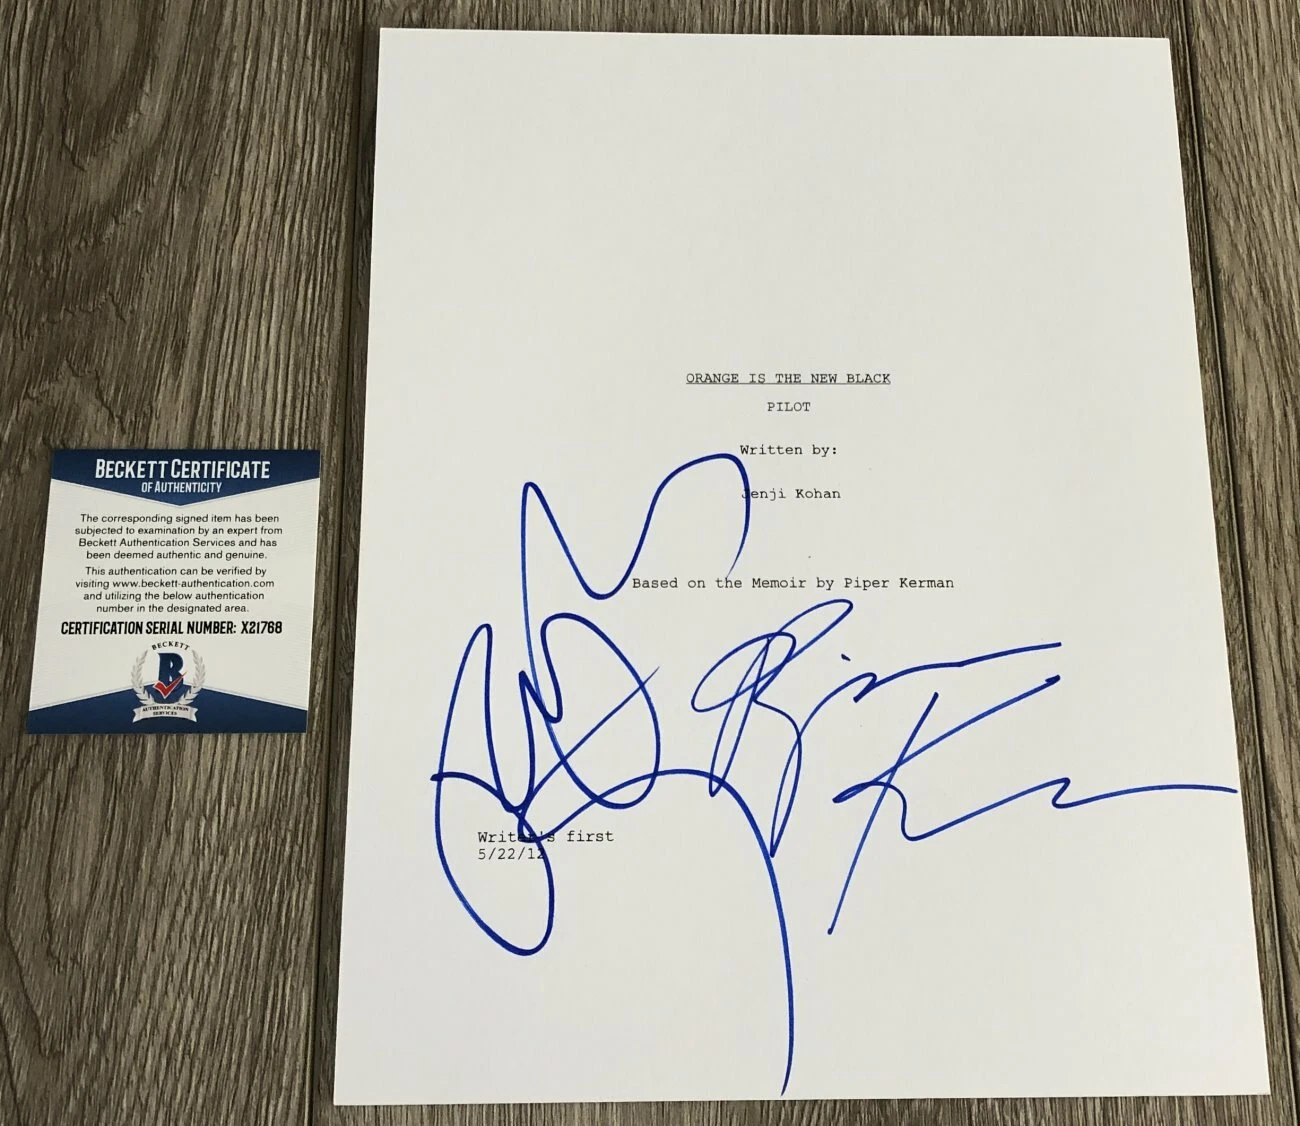 BECKETT CERTIFICATE
OF AUTHENTICITY
The corresponding signed item has been
subjected to examination by an expert from
Beckett Authentication Services and has
been deemed authentic and genuine.
This authentication can be verified by
visiting www.beckett-authentication.com
and utilizing the below authentication
number in the designated area.
CERTIFICATION SERIAL NUMBER: X21768
BECKETT
B
AUTHENTICATION
SERVICES
ORANGE IS THE NEW BLACK
PILOT
Written by:
Jenji Kohan
Based on the Memoir by Piper Kerman
Writer's first
5/22/12